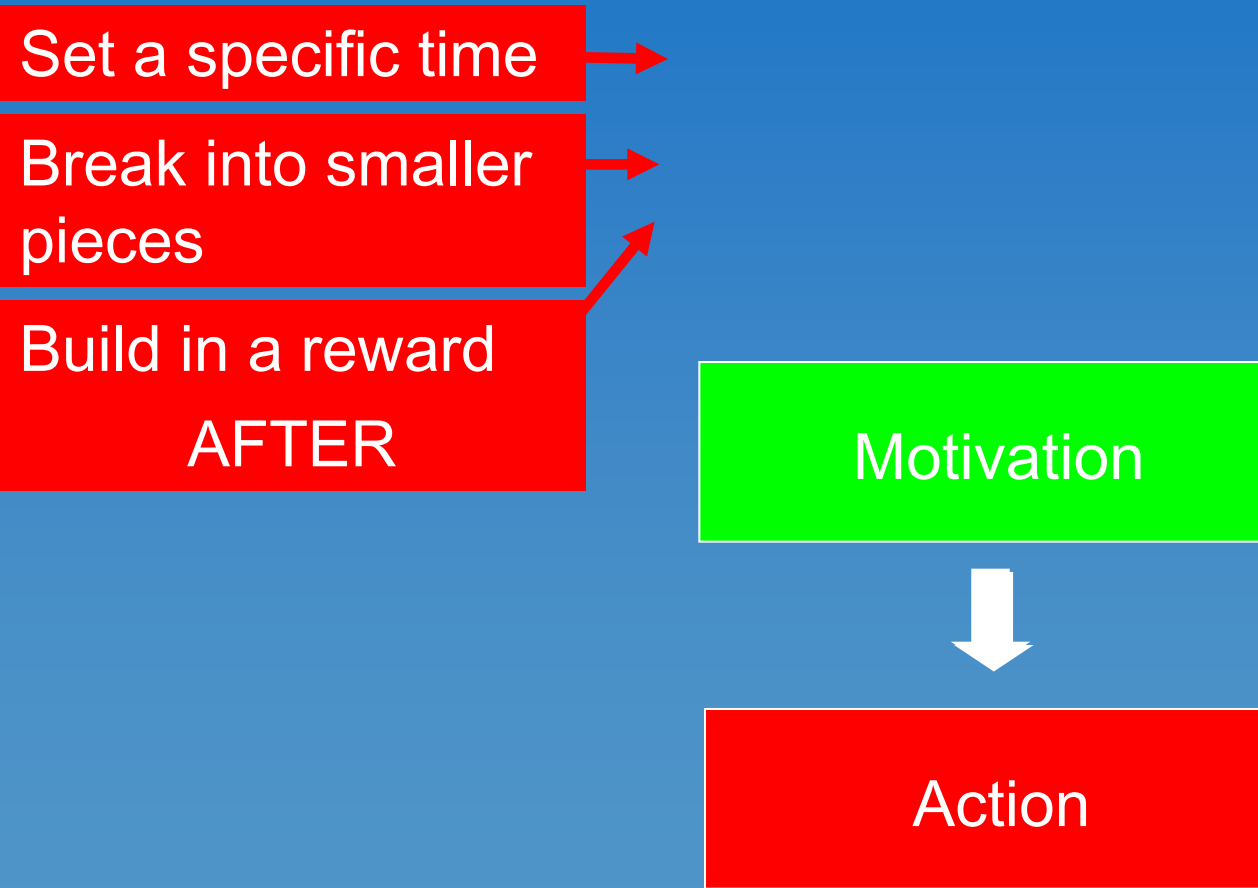 Set a specific time
Break into smaller
pieces
Build in a reward
AFTER
Motivation
Action